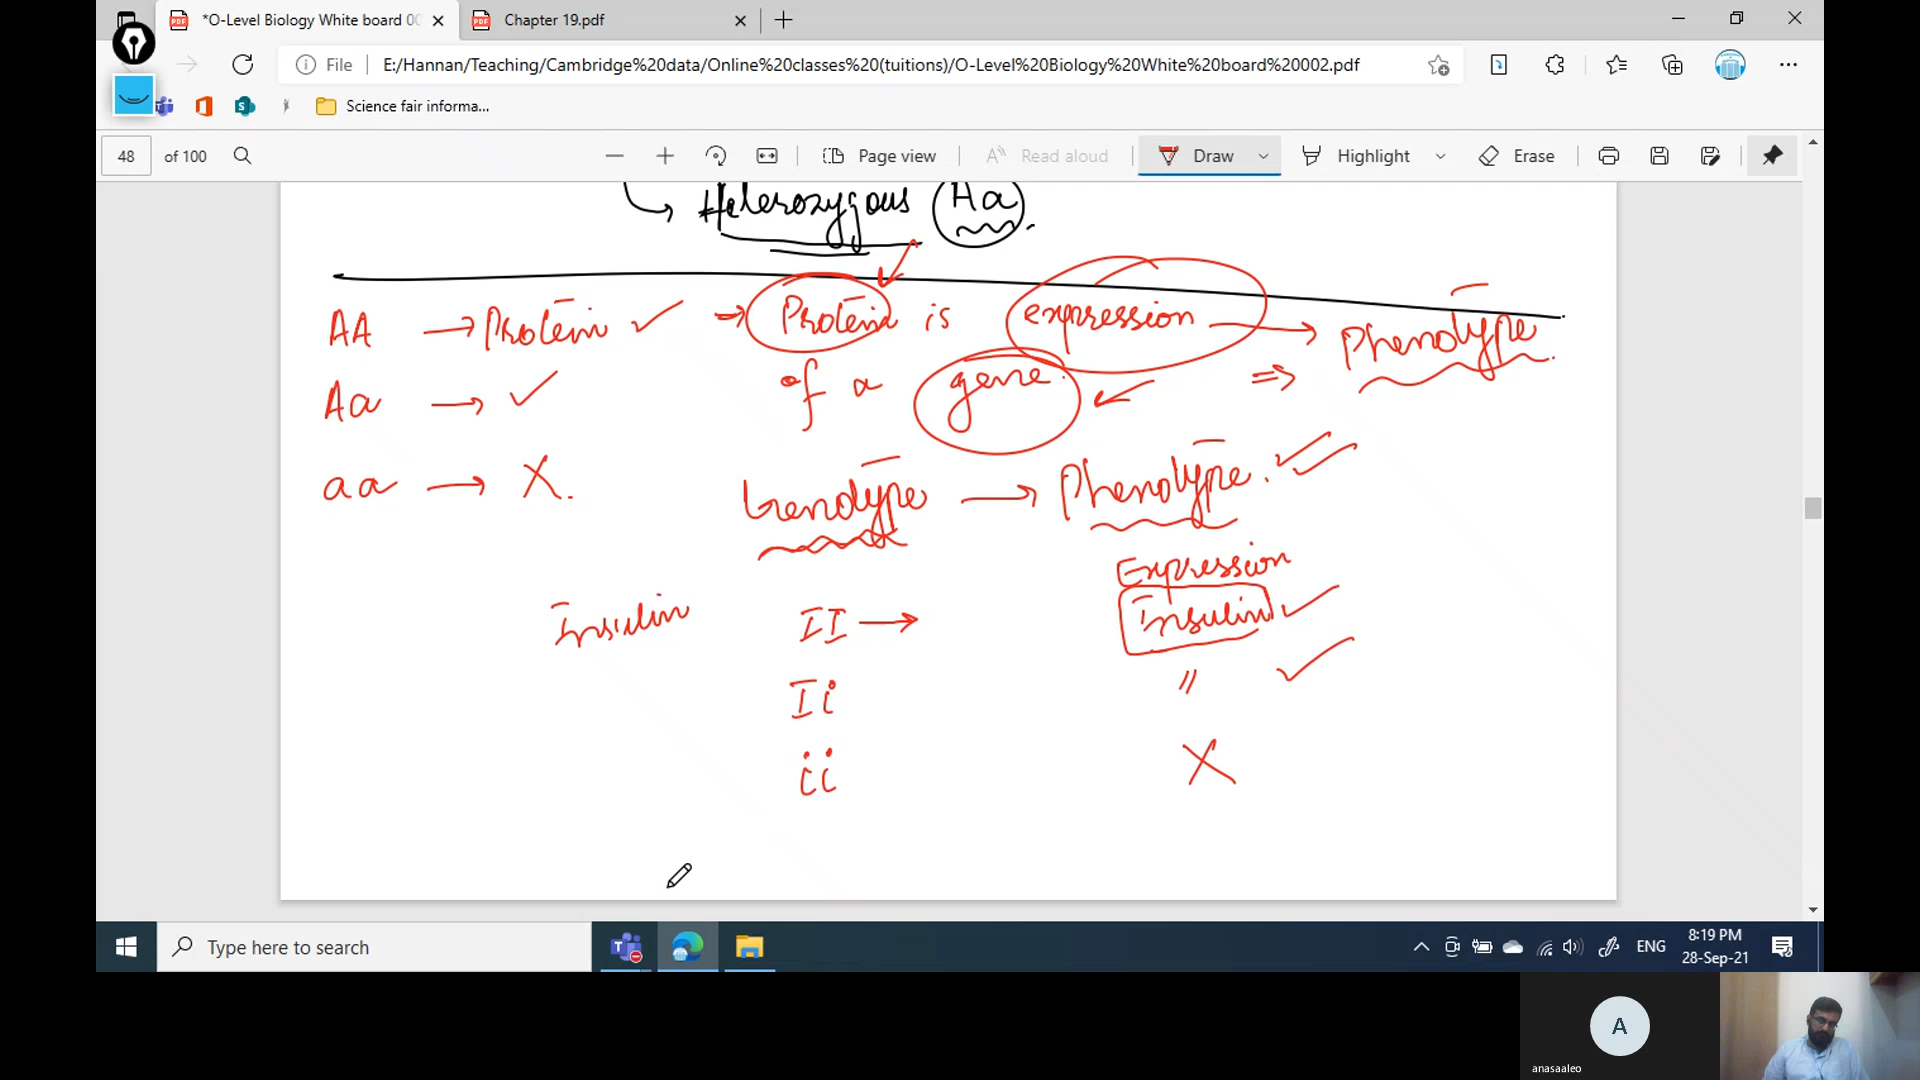 *O-Level Biology White board 00
Chapter 19.pdf
File
E:/Hannan/Teaching/Cambridge%20data/Online%20classes%20(tuitions)/O-Level%20Biology%20White%20board%20002.pdf
Science fair informa...
48 of 100
Page view
Read aloud
Draw
Highlight
Erase
Heterozygous Aa
AA → Protein ✓ → Protein is expression → Phenotype.
Aa → ✓ of a gene. ⇒
aa → X.
Genotype → Phenotype. ✓✓
Expression
Insulin II → Insulin ✓
Ii " ✓
ii X
Type here to search
ENG
8:19 PM
28-Sep-21
A
anasaaleo